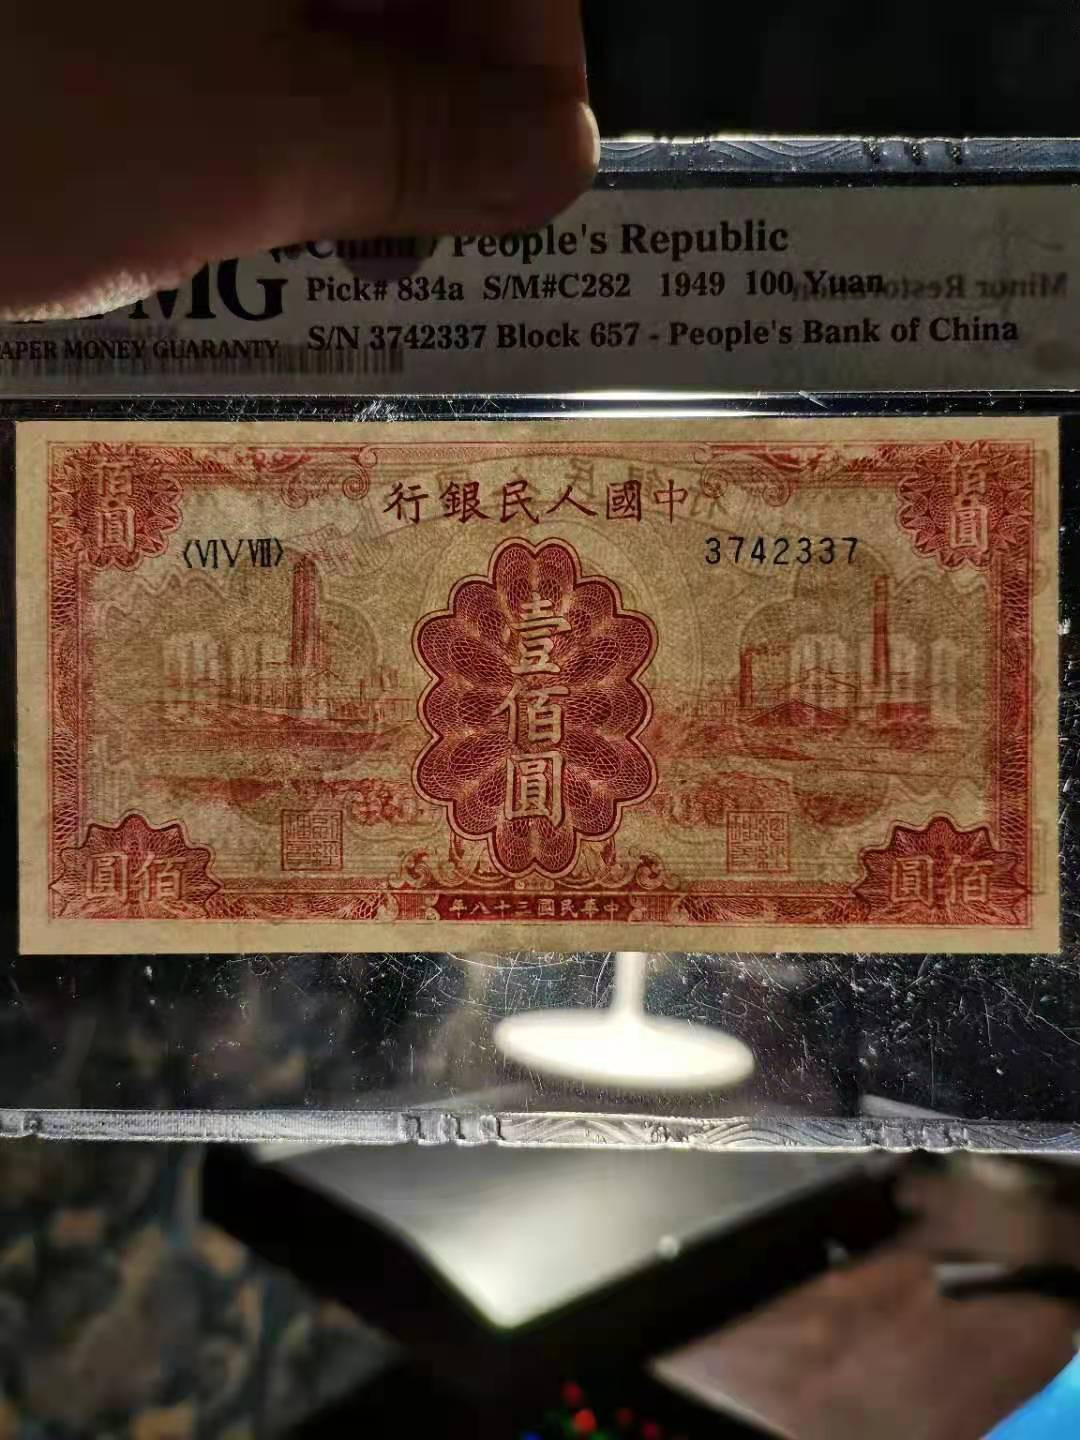 China / People's Republic
Pick# 834a S/M#C282 1949 100 Yuan
Minor Restoration
S/N 3742337 Block 657 - People's Bank of China
MG
PAPER MONEY GUARANTY
行銀民人國中
佰圓
佰圓
〈VI V VIII〉
3742337
壹佰圓
圓佰
圓佰
年八十三國民華中